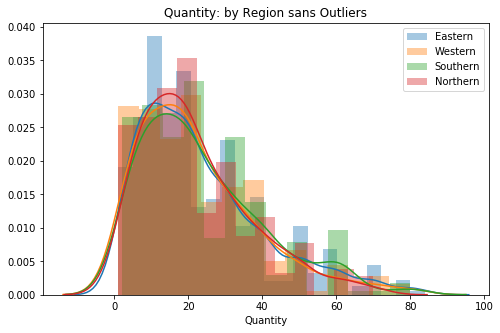 Quantity: by Region sans Outliers
0.040
0.035
0.030
0.025
0.020
0.015
0.010
0.005
0.000
Eastern
Western
Southern
Northern
0 20 40 60 80 100
Quantity